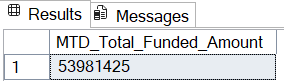 Results Messages
MTD_Total_Funded_Amount
1 53981425